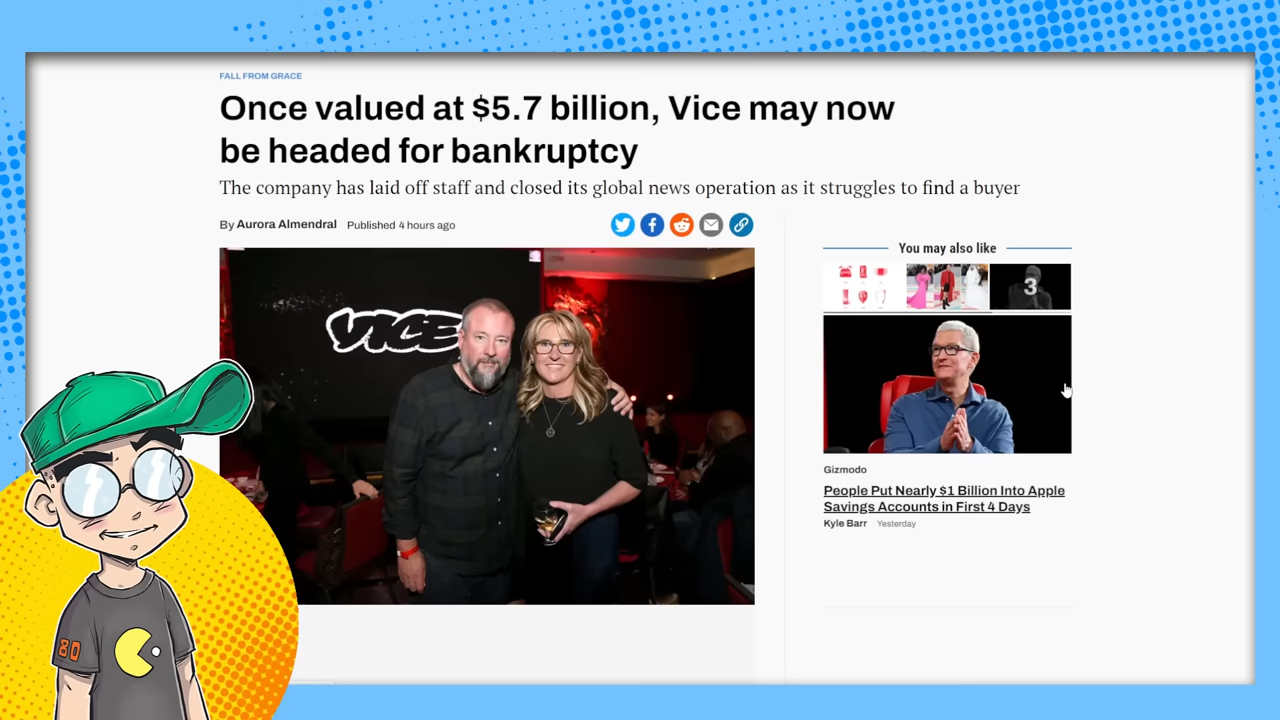 FALL FROM GRACE
Once valued at $5.7 billion, Vice may now
be headed for bankruptcy
The company has laid off staff and closed its global news operation as it struggles to find a buyer
By Aurora Almendral Published 4 hours ago
VICE
You may also like
3
Gizmodo
People Put Nearly $1 Billion Into Apple
Savings Accounts in First 4 Days
Kyle Barr Yesterday
80